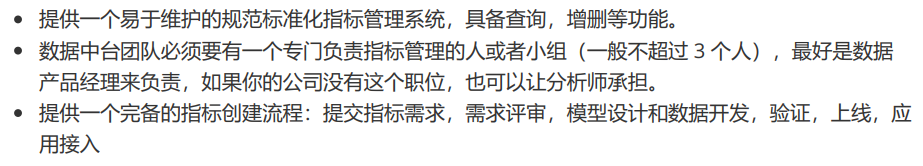 • 提供一个易于维护的规范标准化指标管理系统，具备查询，增删等功能。
• 数据中台团队必须要有一个专门负责指标管理的人或者小组（一般不超过 3 个人），最好是数据
产品经理来负责，如果你的公司没有这个职位，也可以让分析师承担。
• 提供一个完备的指标创建流程：提交指标需求，需求评审，模型设计和数据开发，验证，上线，应
用接入